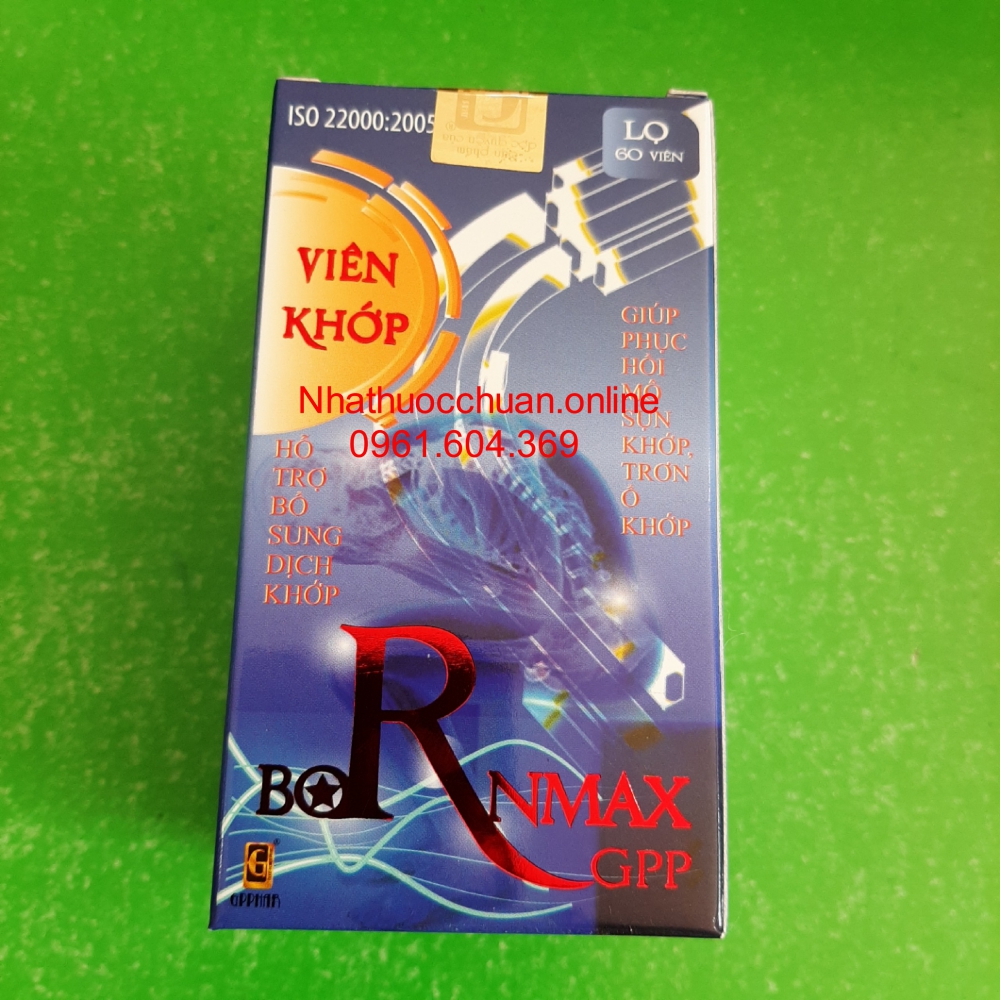 ISO 22000:2005
LỌ
60 VIÊN
VIÊN
KHỚP
GIÚP
PHỤC
HỒI
MÔ
SỤN
KHỚP,
TRƠN
Ổ
KHỚP
Nhathuocchuan.online
0961.604.369
HỖ
TRỢ
BỔ
SUNG
DỊCH
KHỚP
BORNMAX
GPP
G
GPPHAR